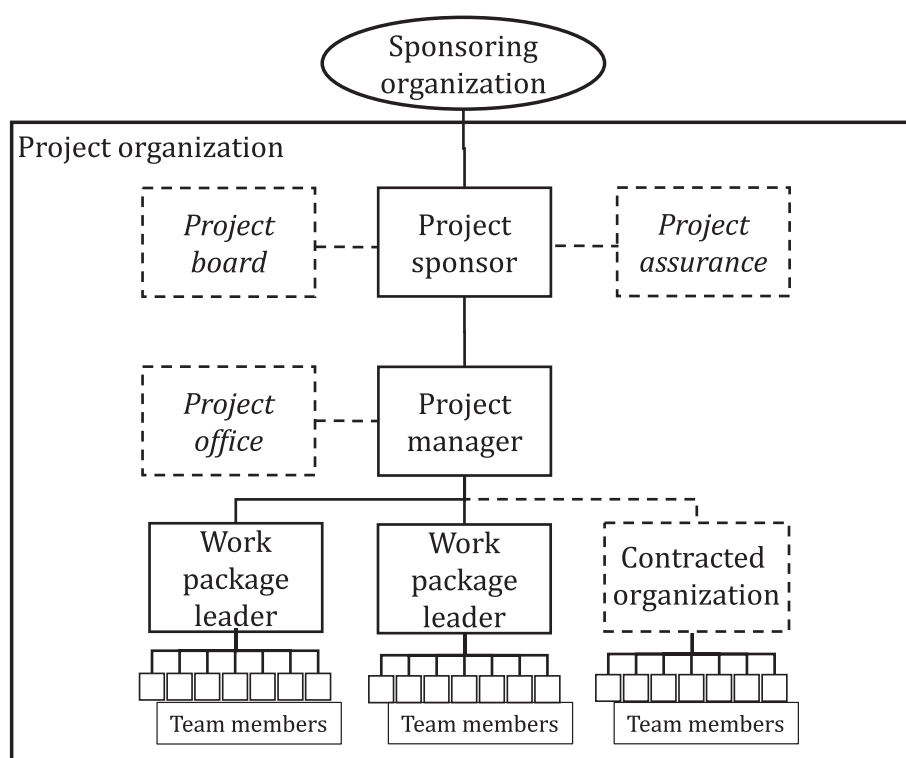 Sponsoring
organization
Project organization
Project
board
Project
sponsor
Project
assurance
Project
office
Project
manager
Work
package
leader
Work
package
leader
Contracted
organization
Team members
Team members
Team members